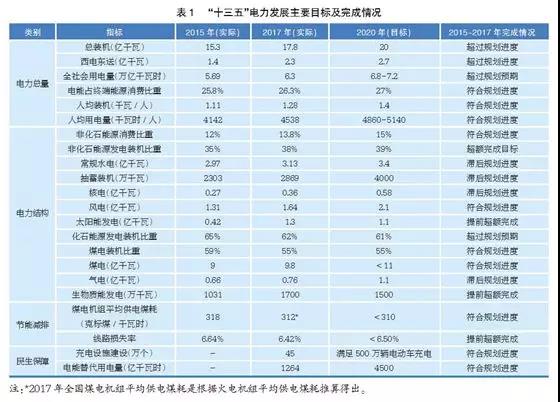 表1 “十三五”电力发展主要目标及完成情况
类别 指标 2015年(实际) 2017年(实际) 2020年(目标) 2015-2017年完成情况
电力总量
总装机(亿千瓦) 15.3 17.8 20 超过规划进度
西电东送(亿千瓦) 1.4 2.3 2.7 超过规划进度
全社会用电量(万亿千瓦时) 5.69 6.3 6.8-7.2 超过规划预期
电能占终端能源消费比重 25.8% 26.3% 27% 符合规划进度
人均装机(千瓦/人) 1.11 1.28 1.4 符合规划进度
人均用电量(千瓦时/人) 4142 4538 4860-5140 符合规划进度
电力结构
非化石能源消费比重 12% 13.8% 15% 符合规划进度
非化石能源发电装机比重 35% 38% 39% 超额完成目标
常规水电(亿千瓦) 2.97 3.13 3.4 滞后规划进度
抽蓄装机(万千瓦) 2303 2869 4000 滞后规划进度
核电(亿千瓦) 0.27 0.36 0.58 滞后规划进度
风电(亿千瓦) 1.31 1.64 2.1 符合规划进度
太阳能发电(亿千瓦) 0.42 1.3 1.1 提前超额完成
化石能源发电装机比重 65% 62% 61% 超过规划预期
煤电装机比重 59% 55% 55% 符合规划进度
煤电(亿千瓦) 9 9.8 <11 符合规划进度
气电(亿千瓦) 0.66 0.76 1.1 滞后规划进度
生物质能发电(万千瓦) 1031 1700 1500 提前超额完成
节能减排
煤电机组平均供电煤耗(克标煤/千瓦时) 318 312* <310 符合规划进度
线路损失率 6.64% 6.42% <6.50% 提前超额完成
民生保障
充电设施建设(万个) - 45 满足500万辆电动车充电
电能替代用电量(亿千瓦时) - 1264 4500 符合规划进度
注:*2017年全国煤电机组平均供电煤耗是根据火电机组平均供电煤耗推算得出。